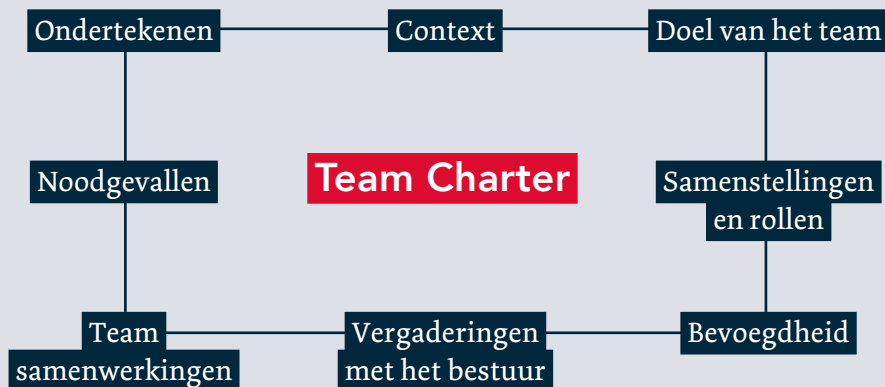 Ondertekenen
Context
Doel van het team
Noodgevallen
Team Charter
Samenstellingen
en rollen
Team
samenwerkingen
Vergaderingen
met het bestuur
Bevoegdheid